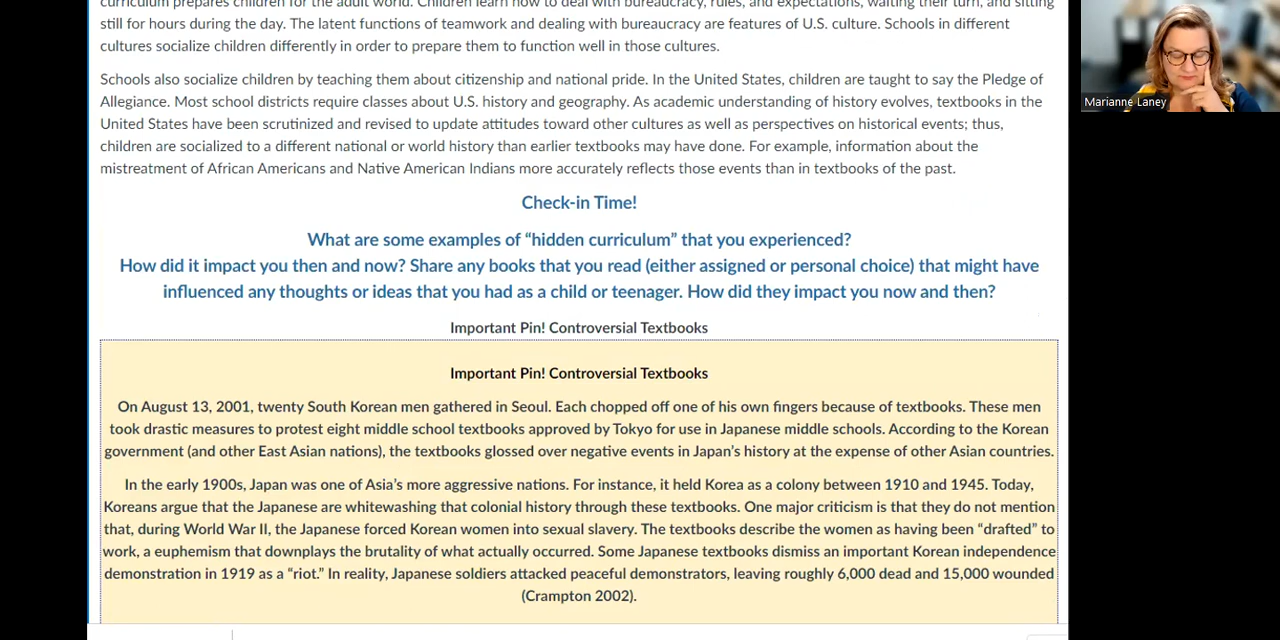 curriculum prepares children for the adult world. Children learn how to deal with bureaucracy, rules, and expectations, waiting their turn, and sitting
still for hours during the day. The latent functions of teamwork and dealing with bureaucracy are features of U.S. culture. Schools in different
cultures socialize children differently in order to prepare them to function well in those cultures.
Schools also socialize children by teaching them about citizenship and national pride. In the United States, children are taught to say the Pledge of
Allegiance. Most school districts require classes about U.S. history and geography. As academic understanding of history evolves, textbooks in the
United States have been scrutinized and revised to update attitudes toward other cultures as well as perspectives on historical events; thus,
children are socialized to a different national or world history than earlier textbooks may have done. For example, information about the
mistreatment of African Americans and Native American Indians more accurately reflects those events than in textbooks of the past.
Check-in Time!
What are some examples of “hidden curriculum” that you experienced?
How did it impact you then and now? Share any books that you read (either assigned or personal choice) that might have
influenced any thoughts or ideas that you had as a child or teenager. How did they impact you now and then?
Important Pin! Controversial Textbooks
Important Pin! Controversial Textbooks
On August 13, 2001, twenty South Korean men gathered in Seoul. Each chopped off one of his own fingers because of textbooks. These men
took drastic measures to protest eight middle school textbooks approved by Tokyo for use in Japanese middle schools. According to the Korean
government (and other East Asian nations), the textbooks glossed over negative events in Japan’s history at the expense of other Asian countries.
In the early 1900s, Japan was one of Asia’s more aggressive nations. For instance, it held Korea as a colony between 1910 and 1945. Today,
Koreans argue that the Japanese are whitewashing that colonial history through these textbooks. One major criticism is that they do not mention
that, during World War II, the Japanese forced Korean women into sexual slavery. The textbooks describe the women as having been “drafted” to
work, a euphemism that downplays the brutality of what actually occurred. Some Japanese textbooks dismiss an important Korean independence
demonstration in 1919 as a “riot.” In reality, Japanese soldiers attacked peaceful demonstrators, leaving roughly 6,000 dead and 15,000 wounded
(Crampton 2002).
Marianne Laney